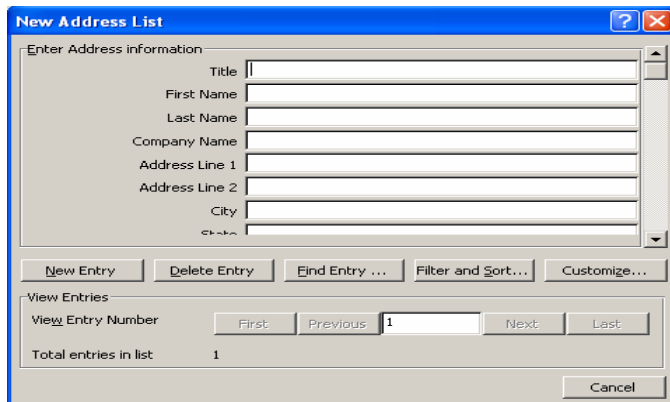 New Address List
Enter Address information
Title
First Name
Last Name
Company Name
Address Line 1
Address Line 2
City
State
New Entry Delete Entry Find Entry ... Filter and Sort... Customize...
View Entries
View Entry Number First Previous 1 Next Last
Total entries in list 1
Cancel